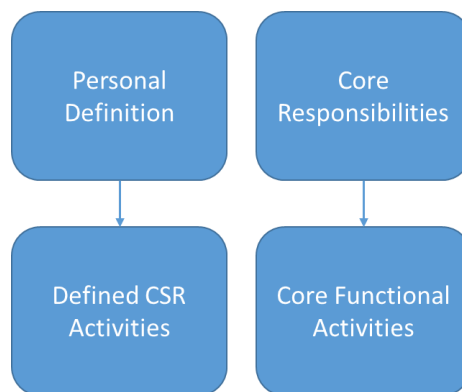 Personal
Definition
Core
Responsibilities
Defined CSR
Activities
Core Functional
Activities